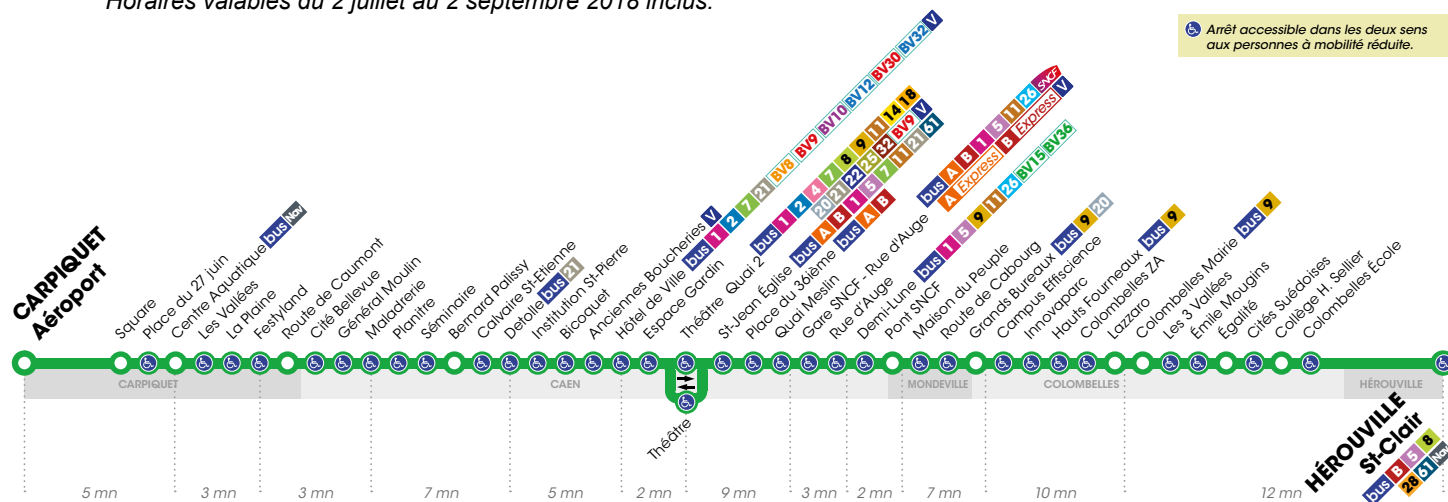 Horaires valables du 2 juillet au 2 septembre 2018 inclus.
Arrêt accessible dans les deux sens
aux personnes à mobilité réduite.
CARPIQUET
Aéroport
Square
Place du 27 juin
Centre Aquatique bus Nav
Les Vallées
La Plaine
Festyland
Route de Caumont
Cité Bellevue
Général Moulin
Maladrerie
Planitre
Séminaire
Bernard Palissy
Calvaire St-Etienne
Detolle bus 21
Institution St-Pierre
Bicoquet
Anciennes Boucheries V
Hôtel de Ville bus 1 2 7 21 BV8 BV9 BV10 BV12 BV30 BV32 V
Espace Gardin
Théâtre Quai 2 bus 1 2 4 7 8 9 11 14 18
20 21 22 25 32 BV9 V
St-Jean Église bus A B 1 5 7 11 21 61
Place du 36ième bus A B
Quai Meslin
Gare SNCF - Rue d'Auge bus A B 1 5 11 26 SNCF
A Express B Express V
Rue d'Auge
Demi-Lune bus 1 5 9 11 26 BV15 BV36
Pont SNCF
Maison du Peuple
Route de Cabourg
Grands Bureaux bus 9 20
Campus Effiscience
Innovaparc
Hauts Fourneaux bus 9
Colombelles ZA
Lazzaro
Colombelles Mairie bus 9
Les 3 Vallées
Émile Mougins
Égalité
Cités Suédoises
Collège H. Sellier
Colombelles École
CARPIQUET
CAEN
MONDEVILLE
COLOMBELLES
HÉROUVILLE
Théâtre
HÉROUVILLE
St-Clair
bus B 5 8
28 61 Nav
5 mn
3 mn
3 mn
7 mn
5 mn
2 mn
9 mn
3 mn
2 mn
7 mn
10 mn
12 mn